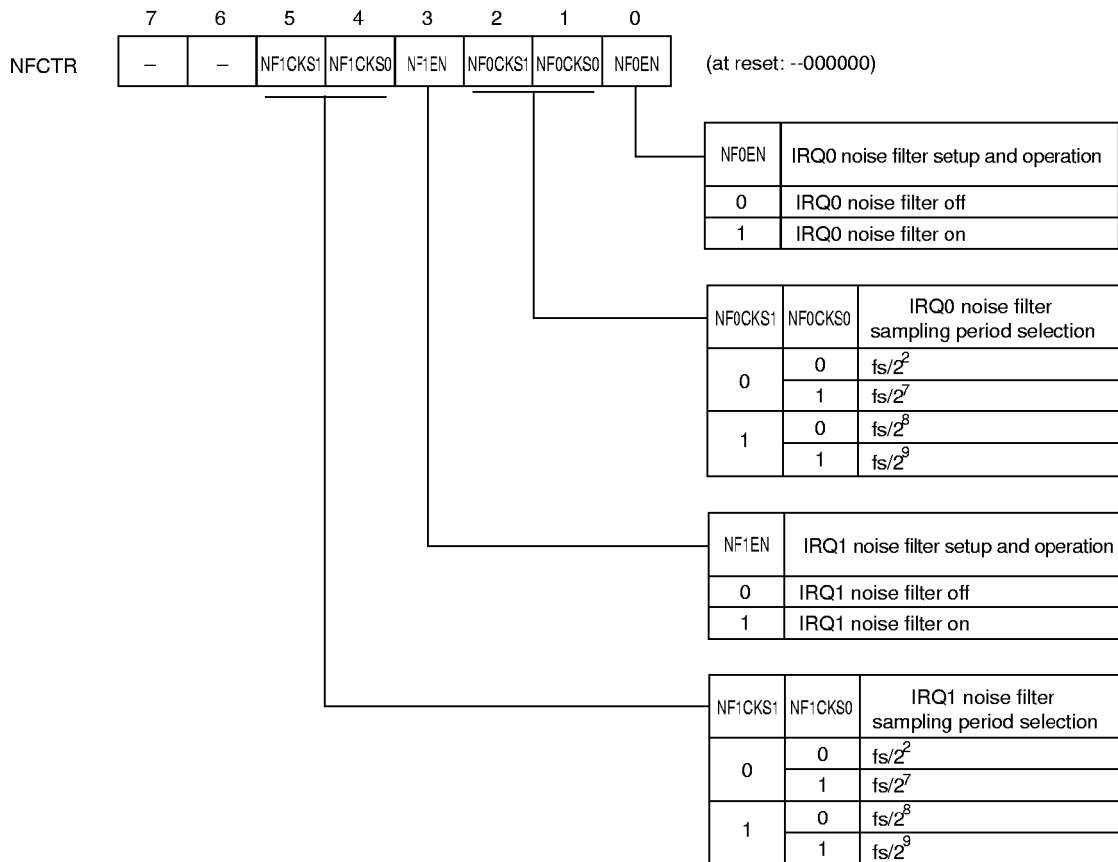 7 6 5 4 3 2 1 0
NFCTR – – NF1CKS1 NF1CKS0 NF1EN NF0CKS1 NF0CKS0 NF0EN (at reset: --000000)
NF0EN IRQ0 noise filter setup and operation
0 IRQ0 noise filter off
1 IRQ0 noise filter on
NF0CKS1 NF0CKS0 IRQ0 noise filter
sampling period selection
0 0 fs/2²
1 fs/2⁷
1 0 fs/2⁸
1 fs/2⁹
NF1EN IRQ1 noise filter setup and operation
0 IRQ1 noise filter off
1 IRQ1 noise filter on
NF1CKS1 NF1CKS0 IRQ1 noise filter
sampling period selection
0 0 fs/2²
1 fs/2⁷
1 0 fs/2⁸
1 fs/2⁹